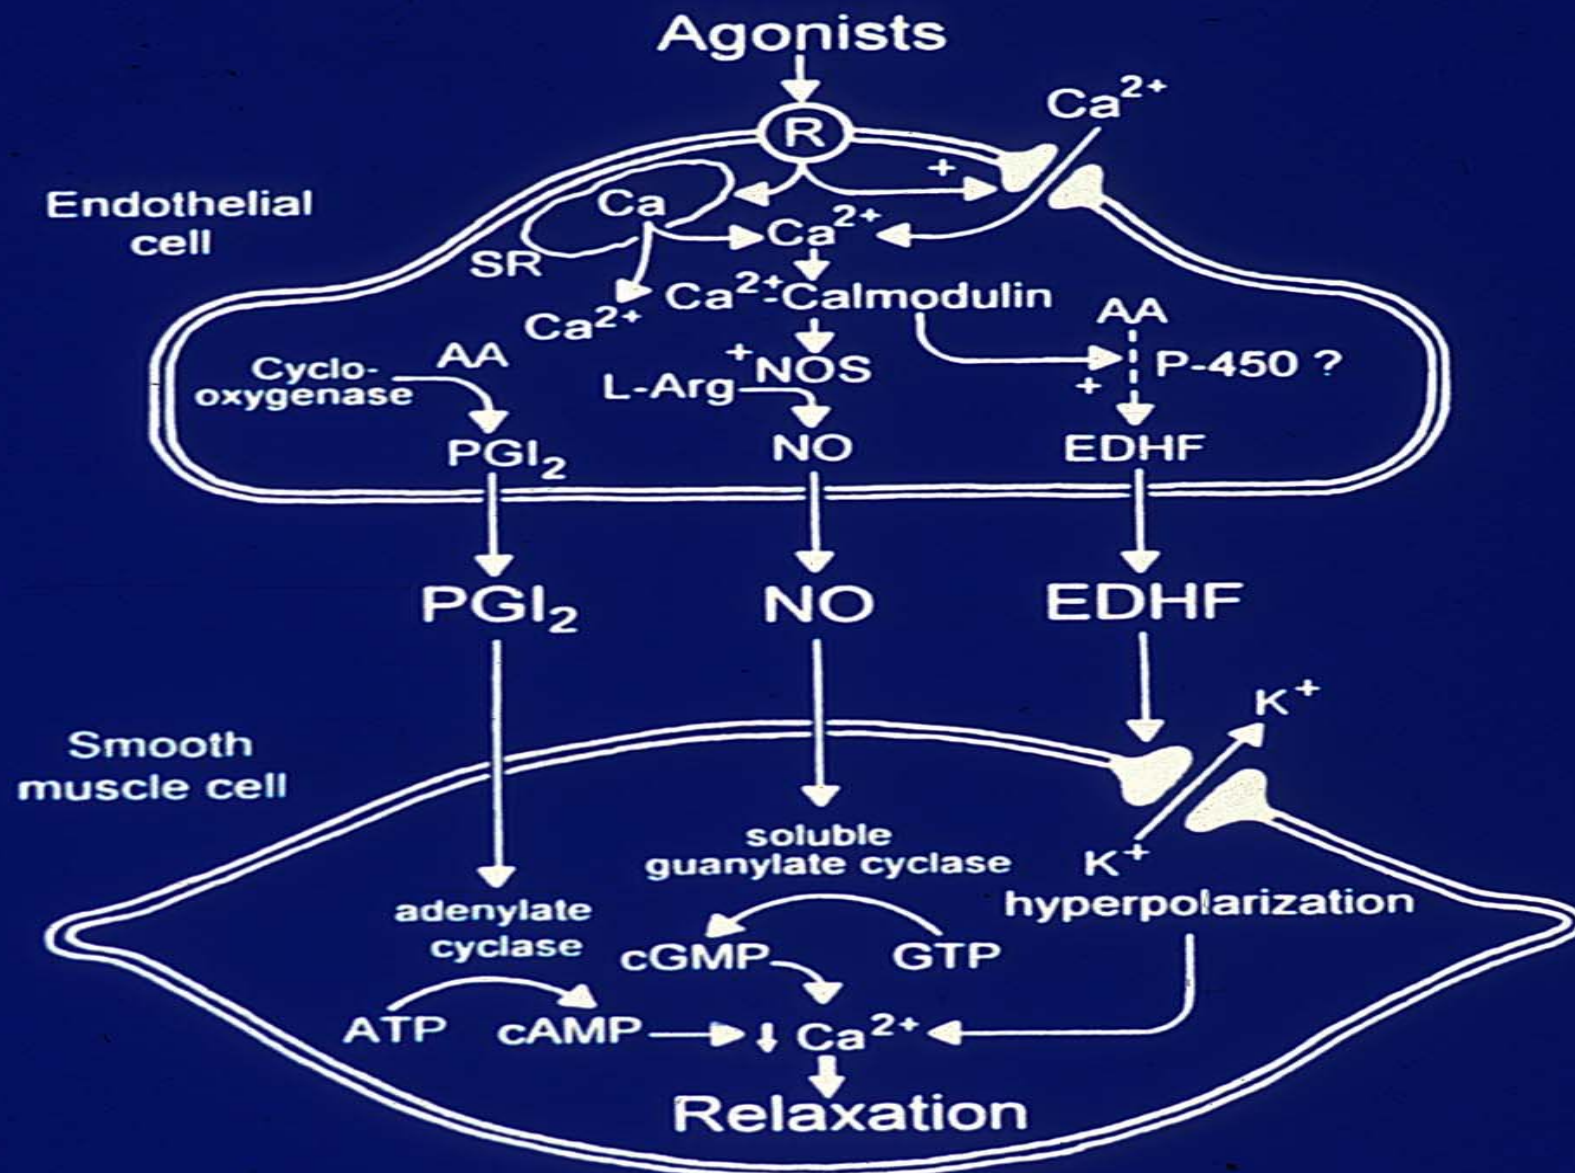 Agonists
R
Ca²⁺
+
Endothelial
cell
Ca
Ca²⁺
SR
Ca²⁺
Ca²⁺-Calmodulin
AA
P-450 ?
+
Cyclo-
oxygenase
AA
L-Arg
+NOS
PGI₂
NO
EDHF
PGI₂
NO
EDHF
K⁺
Smooth
muscle cell
soluble
guanylate cyclase
K⁺
hyperpolarization
adenylate
cyclase
cGMP
GTP
ATP
cAMP
↓ Ca²⁺
Relaxation